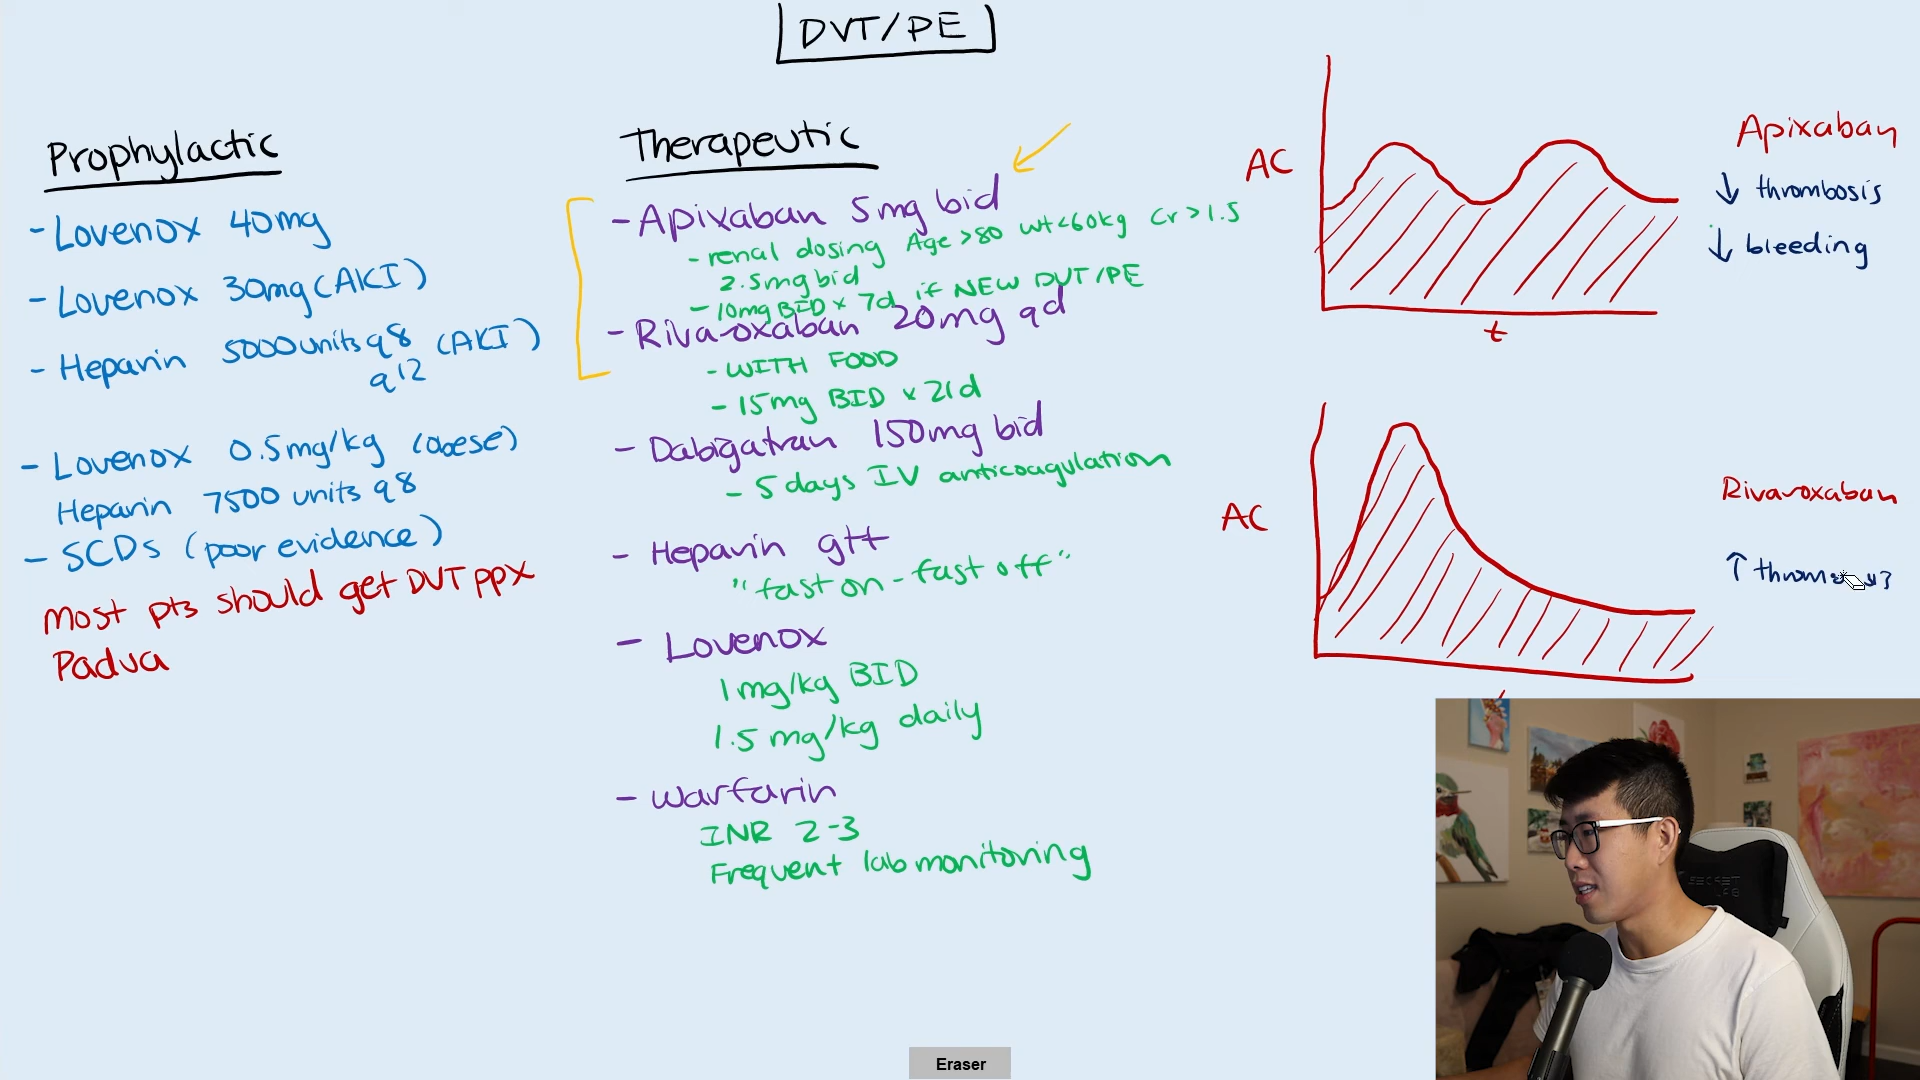 DVT/PE
Prophylactic
- Lovenox 40mg
- Lovenox 30mg (AKI)
- Heparin 5000 units q8 (AKI)
q12
- Lovenox 0.5mg/kg (obese)
Heparin 7500 units q8
- SCDs (poor evidence)
Most pts should get DVT ppx
Padua
Therapeutic
- Apixaban 5mg bid
- renal dosing Age >80 wt<60kg Cr>1.5
2.5mg bid
- 10mg BID x 7d if NEW DVT/PE
- Rivaroxaban 20mg qd
- WITH FOOD
- 15mg BID x 21d
- Dabigatran 150mg bid
- 5 days IV anticoagulation
- Heparin gtt
"fast on - fast off"
- Lovenox
1mg/kg BID
1.5 mg/kg daily
- Warfarin
INR 2-3
Frequent lab monitoring
AC
t
Apixaban
↓ thrombosis
↓ bleeding
AC
Rivaroxaban
↑
Eraser